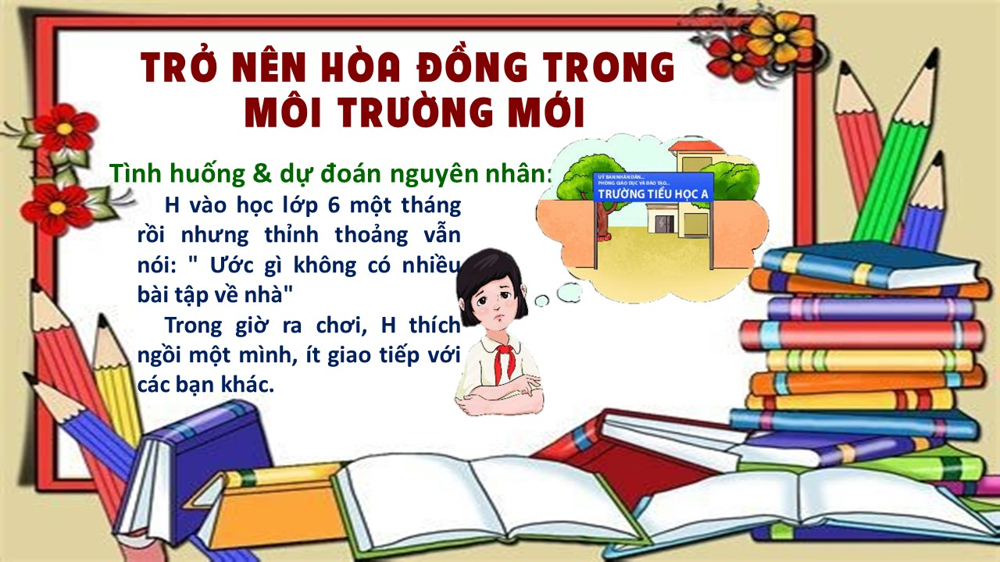 TRỞ NÊN HÒA ĐỒNG TRONG
MÔI TRƯỜNG MỚI
Tình huống & dự đoán nguyên nhân:
H vào học lớp 6 một tháng
rồi nhưng thỉnh thoảng vẫn
nói: " Ước gì không có nhiều
bài tập về nhà"
Trong giờ ra chơi, H thích
ngồi một mình, ít giao tiếp với
các bạn khác.
UỶ BAN NHÂN DÂN...
PHÒNG GIÁO DỤC VÀ ĐÀO TẠO...
TRƯỜNG TIỂU HỌC A